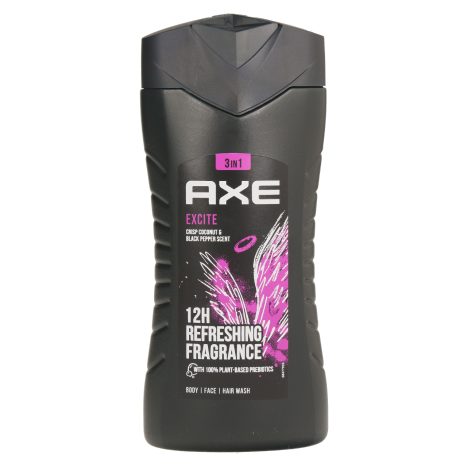 3 IN 1
AXE
EXCITE
CRISP COCONUT &
BLACK PEPPER SCENT
12H
REFRESHING
FRAGRANCE
WITH 100% PLANT-BASED PREBIOTICS
BODY | FACE | HAIR WASH